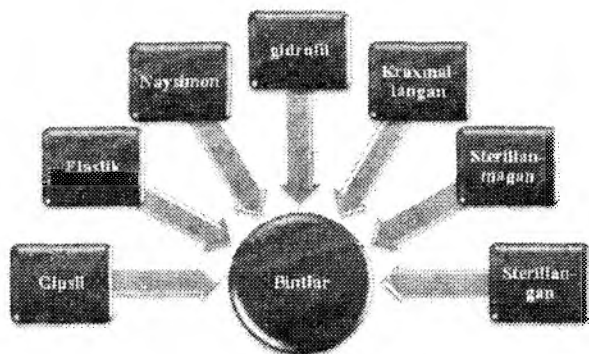 gidrofil
Naysimon
Kraxmal-
langan
Elastik
Sterillan-
magan
Gipsli
Bintlar
Sterillan-
gan